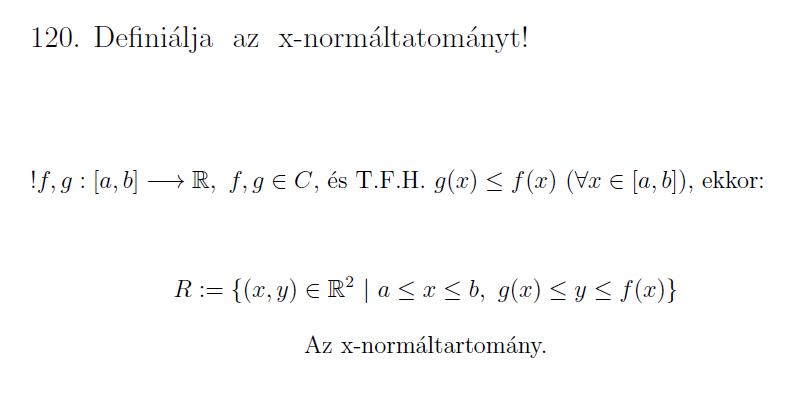 120. Definiálja az x-normáltatományt!
!f, g : [a, b] ⟶ ℝ, f, g ∈ C, és T.F.H. g(x) ≤ f(x) (∀x ∈ [a, b]), ekkor:
R := {(x, y) ∈ ℝ² | a ≤ x ≤ b, g(x) ≤ y ≤ f(x)}
Az x-normáltartomány.